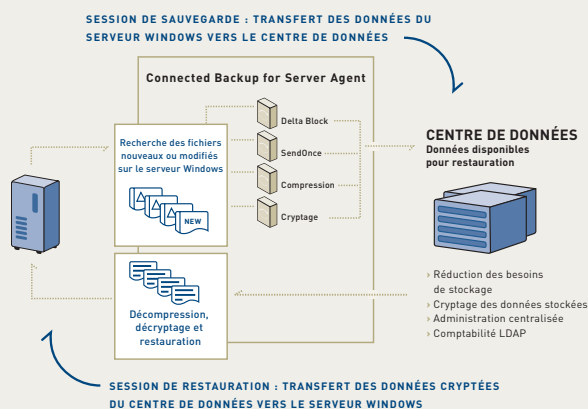 SESSION DE SAUVEGARDE : TRANSFERT DES DONNÉES DU
SERVEUR WINDOWS VERS LE CENTRE DE DONNÉES
Connected Backup for Server Agent
Recherche des fichiers
nouveaux ou modifiés
sur le serveur Windows
NEW
Delta Block
SendOnce
Compression
Cryptage
CENTRE DE DONNÉES
Données disponibles
pour restauration
› Réduction des besoins
de stockage
› Cryptage des données stockées
› Administration centralisée
› Comptabilité LDAP
Décompression,
décryptage et
restauration
SESSION DE RESTAURATION : TRANSFERT DES DONNÉES CRYPTÉES
DU CENTRE DE DONNÉES VERS LE SERVEUR WINDOWS